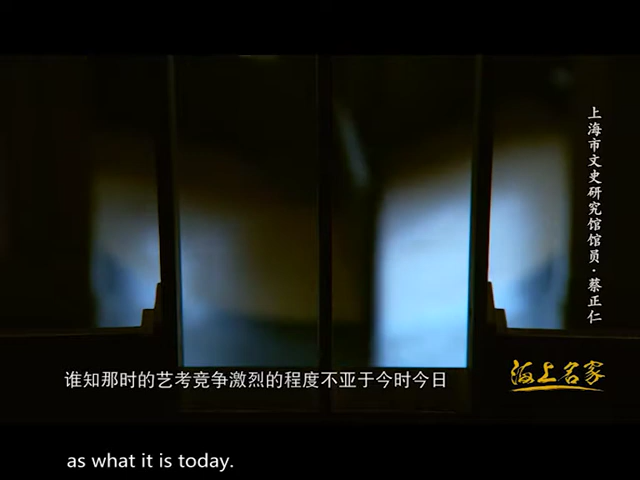 上海市文史研究馆馆员·蔡正仁
谁知那时的艺考竞争激烈的程度不亚于今时今日
海上名家
as what it is today.